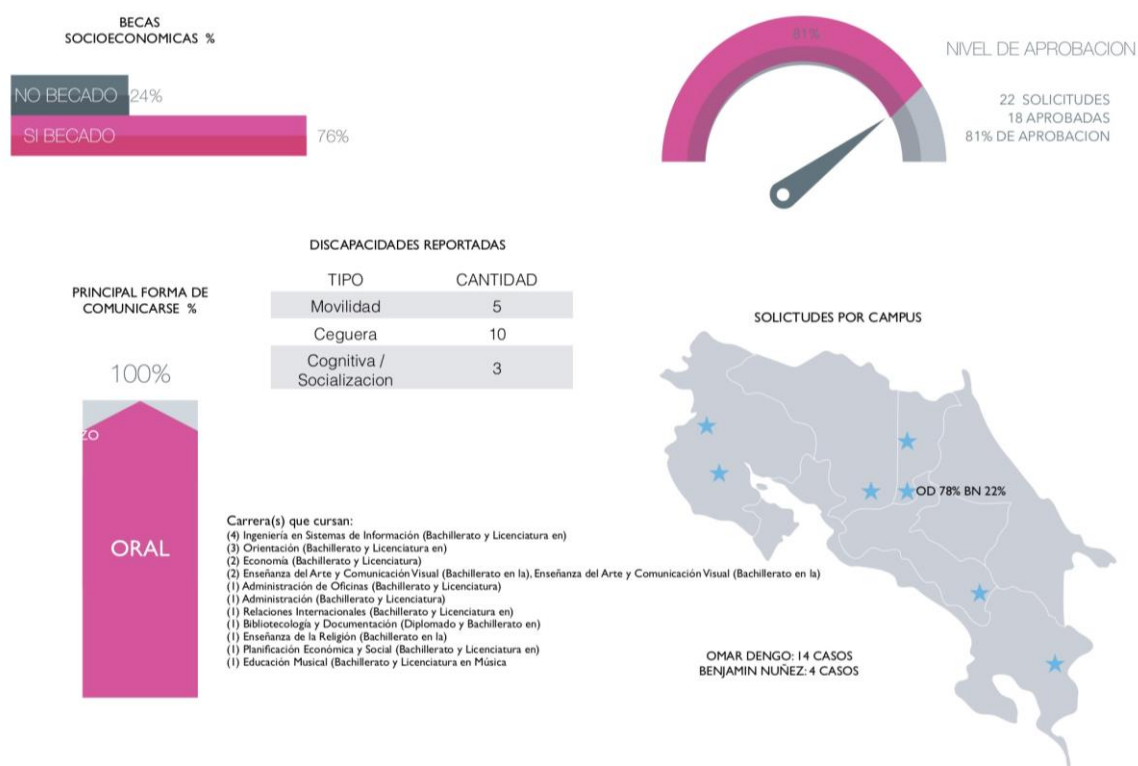 BECAS
SOCIOECONOMICAS %
NO BECADO 24%
SI BECADO 76%
81%
NIVEL DE APROBACION
22 SOLICITUDES
18 APROBADAS
81% DE APROBACION
DISCAPACIDADES REPORTADAS
TIPO CANTIDAD
Movilidad 5
Ceguera 10
Cognitiva /
Socializacion 3
PRINCIPAL FORMA DE
COMUNICARSE %
100%
ZO
ORAL
Carrera(s) que cursan:
(4) Ingeniería en Sistemas de Información (Bachillerato y Licenciatura en)
(3) Orientación (Bachillerato y Licenciatura en)
(2) Economía (Bachillerato y Licenciatura)
(2) Enseñanza del Arte y Comunicación Visual (Bachillerato en la), Enseñanza del Arte y Comunicación Visual (Bachillerato en la)
(1) Administración de Oficinas (Bachillerato y Licenciatura)
(1) Administración (Bachillerato y Licenciatura)
(1) Relaciones Internacionales (Bachillerato y Licenciatura en)
(1) Bibliotecología y Documentación (Diplomado y Bachillerato en)
(1) Enseñanza de la Religión (Bachillerato en la)
(1) Planificación Económica y Social (Bachillerato y Licenciatura en)
(1) Educación Musical (Bachillerato y Licenciatura en Música
SOLICTUDES POR CAMPUS
OD 78% BN 22%
OMAR DENGO: 14 CASOS
BENJAMIN NUÑEZ: 4 CASOS